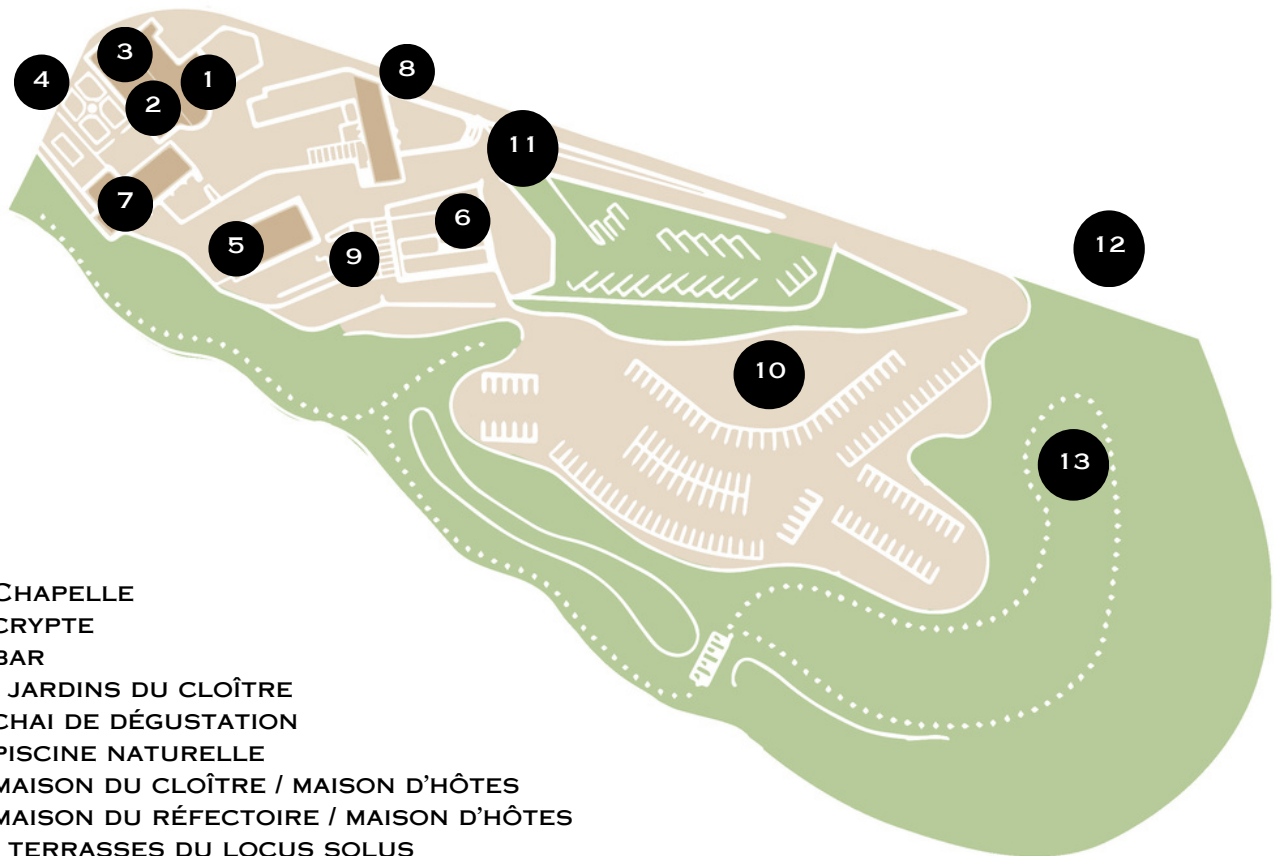 3
4
1
2
8
11
7
6
5
9
12
10
13
CHAPELLE
CRYPTE
BAR
JARDINS DU CLOÎTRE
CHAI DE DÉGUSTATION
PISCINE NATURELLE
MAISON DU CLOÎTRE / MAISON D'HÔTES
MAISON DU RÉFECTOIRE / MAISON D'HÔTES
TERRASSES DU LOCUS SOLUS